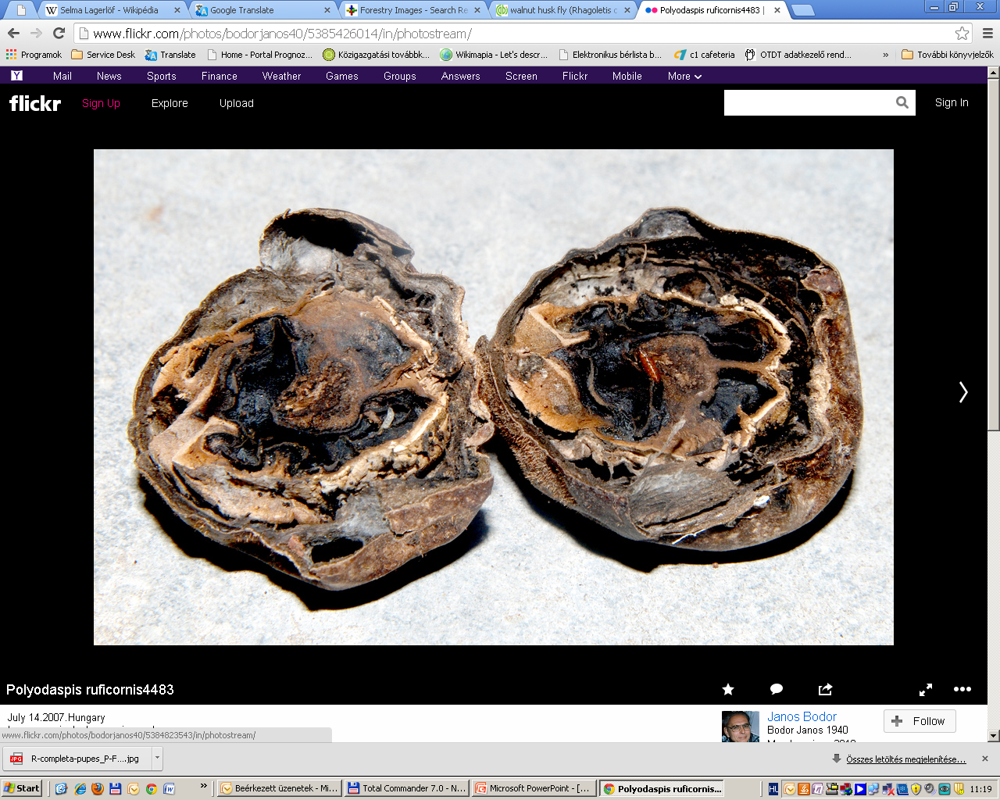 Selma Lagerlöf - Wikipédia
Google Translate
Forestry Images - Search Re
walnut husk fly (Rhagoletis c
Polyodaspis ruficornis4483 |
www.flickr.com/photos/bodorjanos40/5385426014/in/photostream/
Programok
Service Desk
Translate
Home - Portal Prognoz...
Közigazgatási továbbk...
Wikimapia - Let's descr...
Elektronikus bérlista b...
c1 cafeteria
OTDT adatkezelő rend...
»
További könyvjelzők
Y! Mail News Sports Finance Weather Games Groups Answers Screen Flickr Mobile More
flickr Sign Up Explore Upload Sign In
Polyodaspis ruficornis4483
July 14.2007.Hungary
Janos Bodor
Bodor Janos 1940
Follow
www.flickr.com/photos/bodorjanos40/5384823543/in/photostream/
JPG R-completa-pupes_P-F....jpg
Összes letöltés megjelenítése...
Start
»
Beérkezett üzenetek - Mi...
Total Commander 7.0 - N...
Microsoft PowerPoint - [...
Polyodaspis ruficornis...
HU
11:19